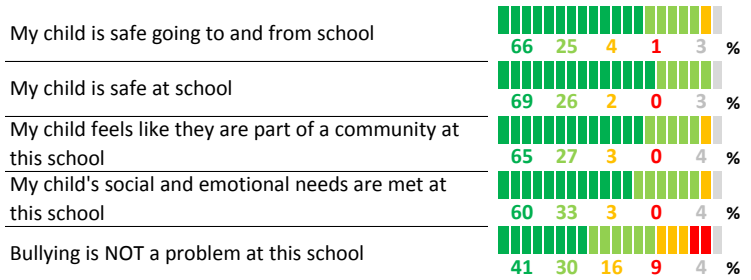 My child is safe going to and from school
66 25 4 1 3 %
My child is safe at school
69 26 2 0 3 %
My child feels like they are part of a community at
this school
65 27 3 0 4 %
My child's social and emotional needs are met at
this school
60 33 3 0 4 %
Bullying is NOT a problem at this school
41 30 16 9 4 %